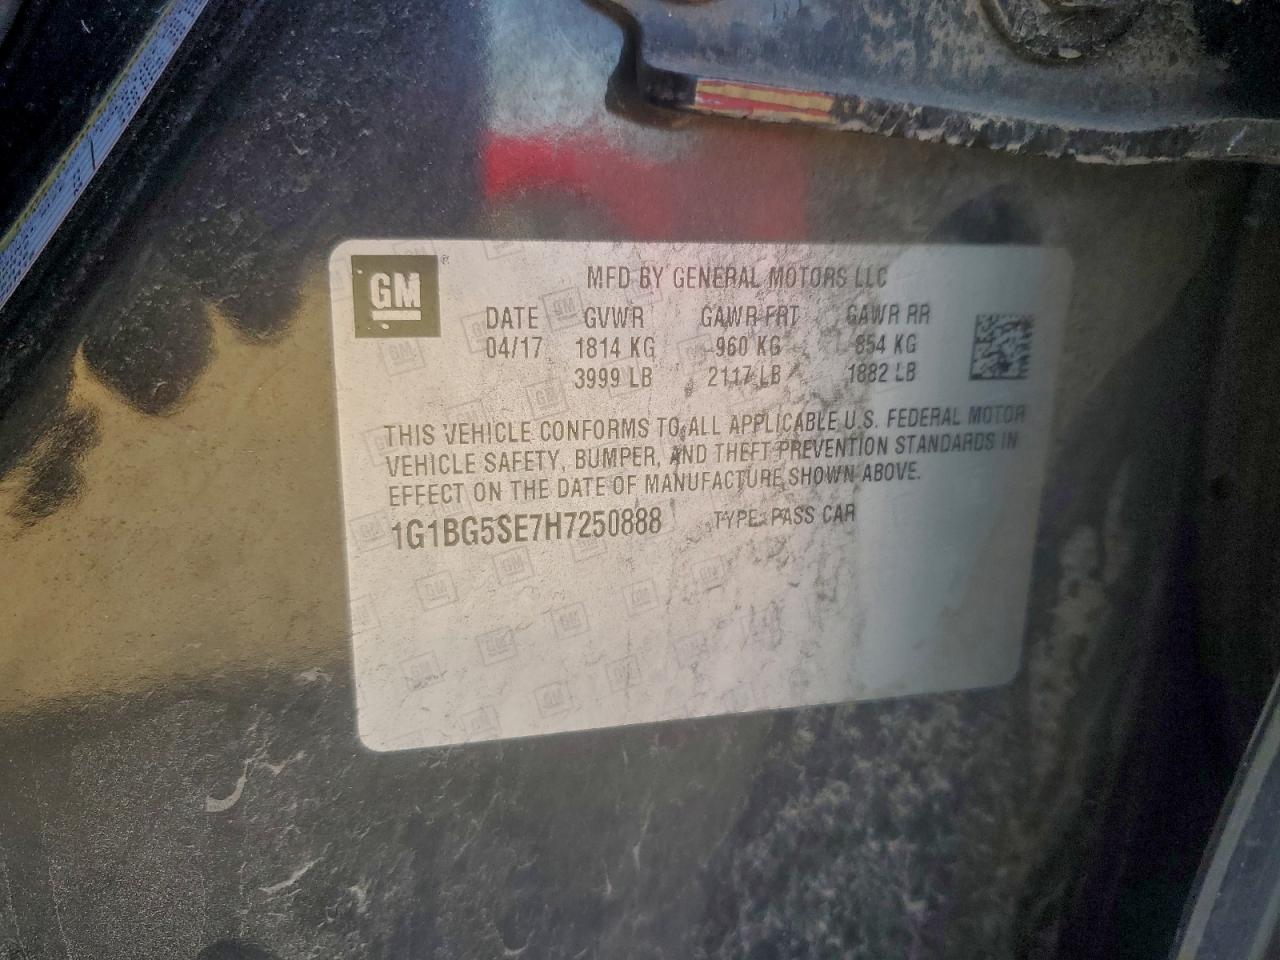 GM
MFD BY GENERAL MOTORS LLC
DATE GVWR GAWR FRT GAWR RR
04/17 1814 KG 960 KG 854 KG
3999 LB 2117 LB 1882 LB
THIS VEHICLE CONFORMS TO ALL APPLICABLE U.S. FEDERAL MOTOR
VEHICLE SAFETY, BUMPER, AND THEFT PREVENTION STANDARDS IN
EFFECT ON THE DATE OF MANUFACTURE SHOWN ABOVE.
1G1BG5SE7H7250888 TYPE: PASS CAR